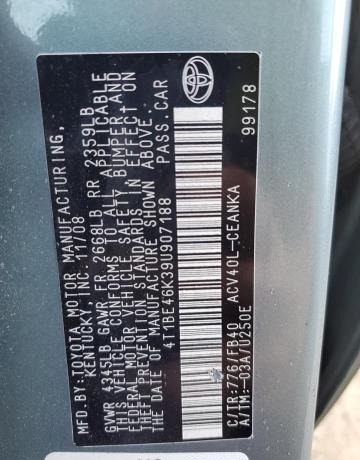 MFD. BY: TOYOTA MOTOR MANUFACTURING,
KENTUCKY, INC. 11/08
GVWR 4345LB GAWR FR 2668LB RR 2359LB
THIS VEHICLE CONFORMS TO ALL APPLICABLE
FEDERAL MOTOR VEHICLE SAFETY, BUMPER, AND
THEFT PREVENTION STANDARDS IN EFFECT ON
THE DATE OF MANUFACTURE SHOWN ABOVE.
4T1BE46K39U907188 PASS. CAR
C/TR: 776/FB40 ACV40L-CEANKA
A/TM: -03A/U250E 99178